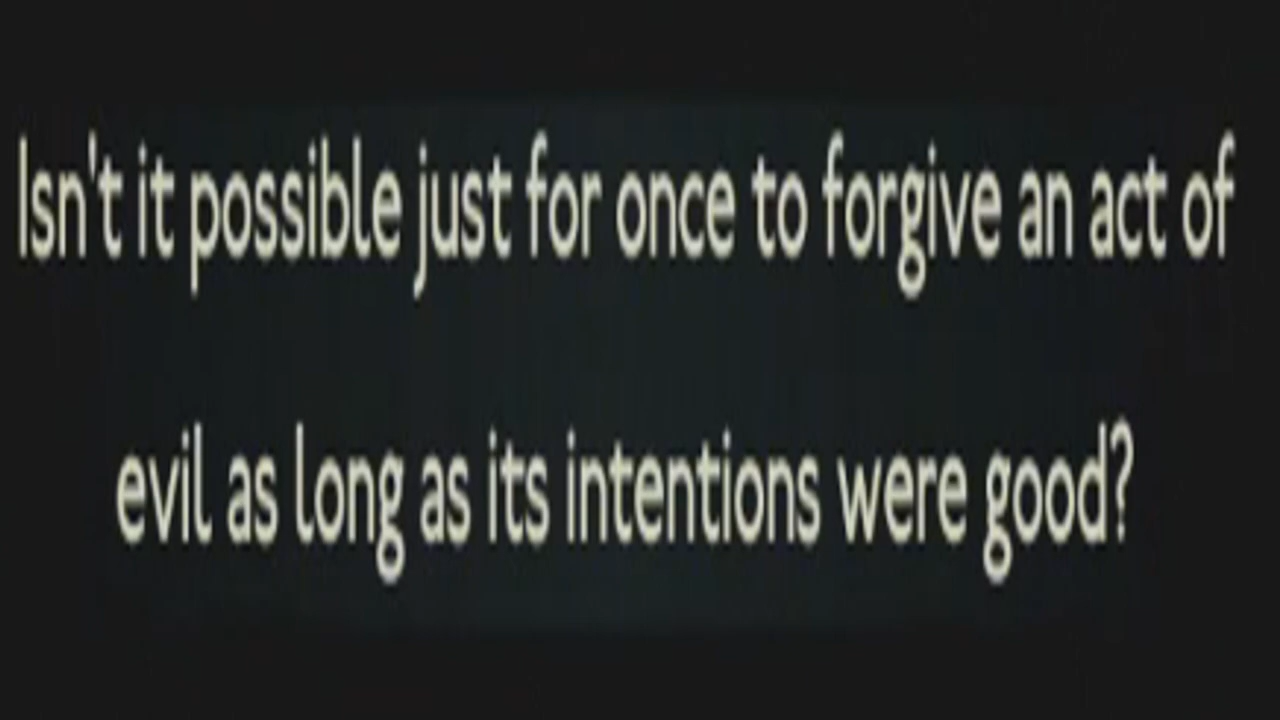 Isn't it possible just for once to forgive an act of
evil as long as its intentions were good?